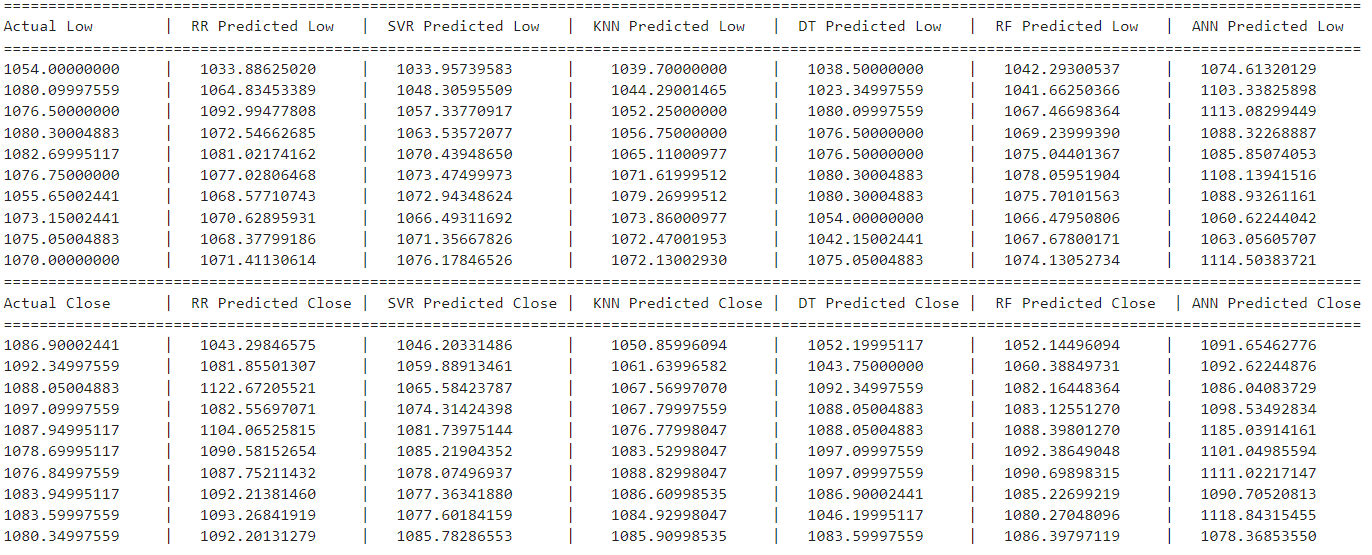 ===============================================================================
Actual Low | RR Predicted Low | SVR Predicted Low | KNN Predicted Low | DT Predicted Low | RF Predicted Low | ANN Predicted Low
===============================================================================
1054.00000000 | 1033.88625020 | 1033.95739583 | 1039.70000000 | 1038.50000000 | 1042.29300537 | 1074.61320129
1080.09997559 | 1064.83453389 | 1048.30595509 | 1044.29001465 | 1023.34997559 | 1041.66250366 | 1103.33825898
1076.50000000 | 1092.99477808 | 1057.33770917 | 1052.25000000 | 1080.09997559 | 1067.46698364 | 1113.08299449
1080.30004883 | 1072.54662685 | 1063.53572077 | 1056.75000000 | 1076.50000000 | 1069.23999390 | 1088.32268887
1082.69995117 | 1081.02174162 | 1070.43948650 | 1065.11000977 | 1076.50000000 | 1075.04401367 | 1085.85074053
1076.75000000 | 1077.02806468 | 1073.47499973 | 1071.61999512 | 1080.30004883 | 1078.05951904 | 1108.13941516
1055.65002441 | 1068.57710743 | 1072.94348624 | 1079.26999512 | 1080.30004883 | 1075.70101563 | 1088.93261161
1073.15002441 | 1070.62895931 | 1066.49311692 | 1073.86000977 | 1054.00000000 | 1066.47950806 | 1060.62244042
1075.05004883 | 1068.37799186 | 1071.35667826 | 1072.47001953 | 1042.15002441 | 1067.67800171 | 1063.05605707
1070.00000000 | 1071.41130614 | 1076.17846526 | 1072.13002930 | 1075.05004883 | 1074.13052734 | 1114.50383721
===============================================================================
Actual Close | RR Predicted Close | SVR Predicted Close | KNN Predicted Close | DT Predicted Close | RF Predicted Close | ANN Predicted Close
===============================================================================
1086.90002441 | 1043.29846575 | 1046.20331486 | 1050.85996094 | 1052.19995117 | 1052.14496094 | 1091.65462776
1092.34997559 | 1081.85501307 | 1059.88913461 | 1061.63996582 | 1043.75000000 | 1060.38849731 | 1092.62244876
1088.05004883 | 1122.67205521 | 1065.58423787 | 1067.56997070 | 1092.34997559 | 1082.16448364 | 1086.04083729
1097.09997559 | 1082.55697071 | 1074.31424398 | 1067.79997559 | 1088.05004883 | 1083.12551270 | 1098.53492834
1087.94995117 | 1104.06525815 | 1081.73975144 | 1076.77998047 | 1088.05004883 | 1088.39801270 | 1185.03914161
1078.69995117 | 1090.58152654 | 1085.21904352 | 1083.52998047 | 1097.09997559 | 1092.38649048 | 1101.04985594
1076.84997559 | 1087.75211432 | 1078.07496937 | 1088.82998047 | 1097.09997559 | 1090.69898315 | 1111.02217147
1083.94995117 | 1092.21381460 | 1077.36341880 | 1086.60998535 | 1086.90002441 | 1085.22699219 | 1090.70520813
1083.59997559 | 1093.26841919 | 1077.60184159 | 1084.92998047 | 1046.19995117 | 1080.27048096 | 1118.84315455
1080.34997559 | 1092.20131279 | 1085.78286553 | 1085.90998535 | 1083.59997559 | 1086.39797119 | 1078.36853550